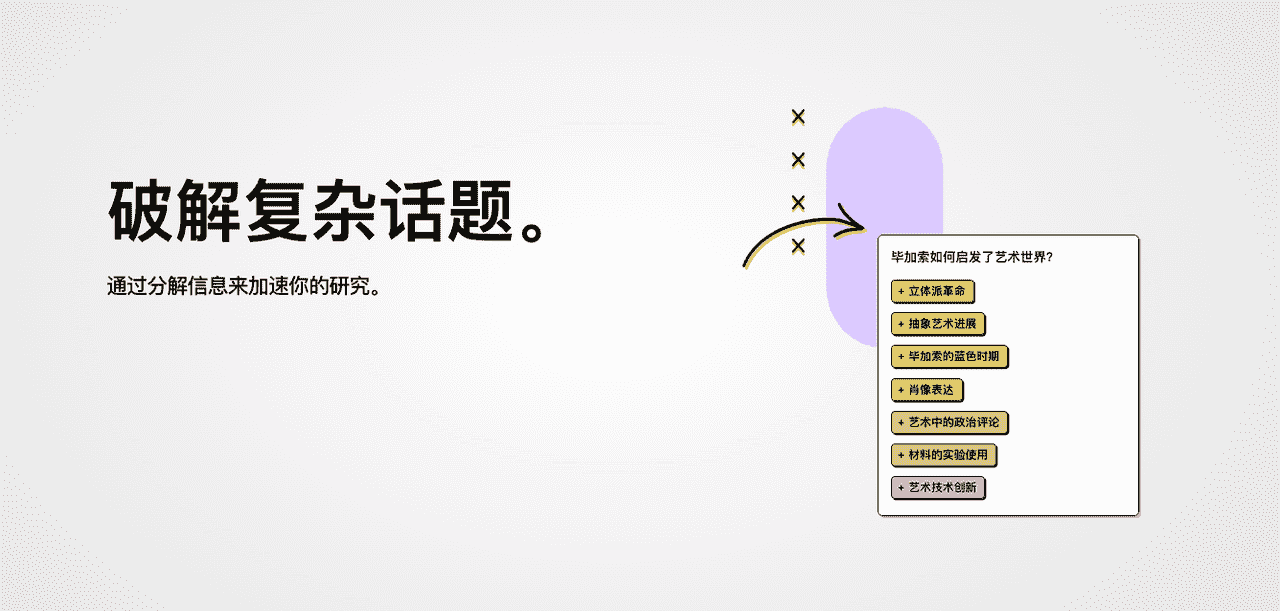 破解复杂话题。
通过分解信息来加速你的研究。
毕加索如何启发了艺术世界?
+ 立体派革命
+ 抽象艺术进展
+ 毕加索的蓝色时期
+ 肖像表达
+ 艺术中的政治评论
+ 材料的实验使用
+ 艺术技术创新